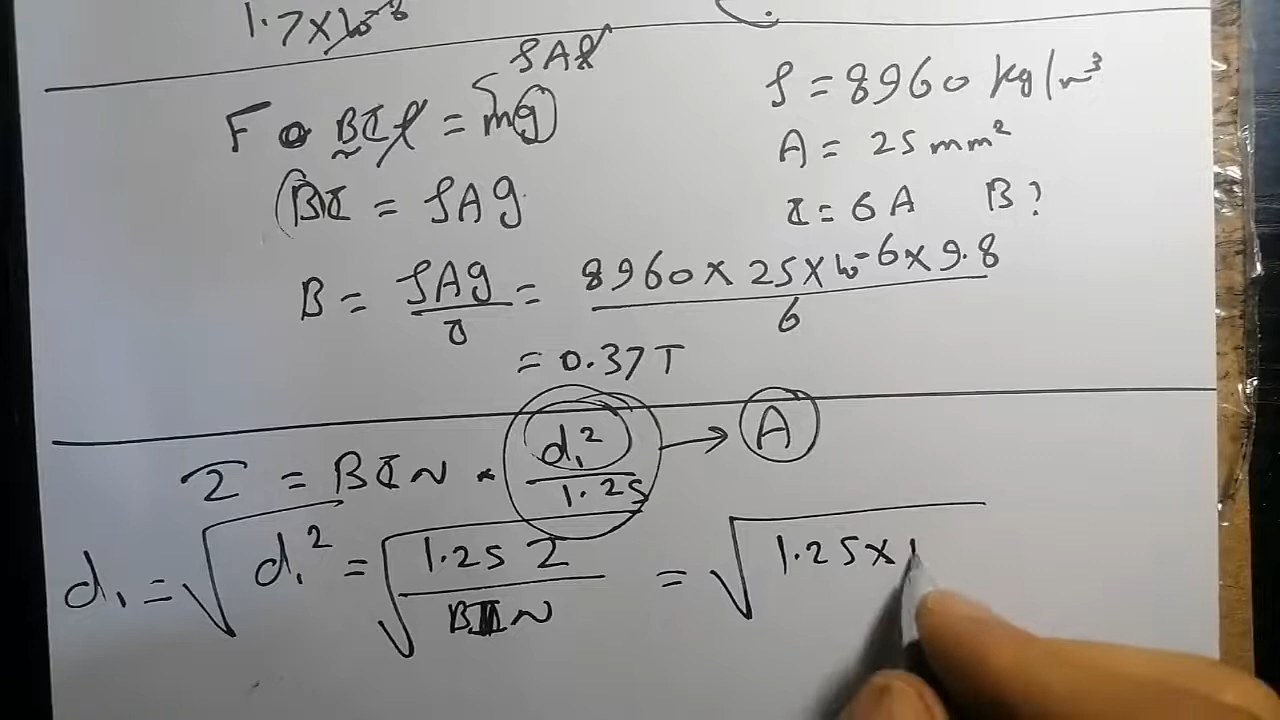 1.7 × 10⁻⁸
ρAl
F = BIl = mg
ρ = 8960 kg/m³
A = 25 mm²
BI = ρAg
I = 6 A B?
B = ρAg / I = 8960 × 25 × 10⁻⁶ × 9.8 / 6
= 0.37 T
τ = BIN · d₁² / 1.25 → A
d₁ = √d₁² = √(1.25 τ / BIN) = √(1.25 ×